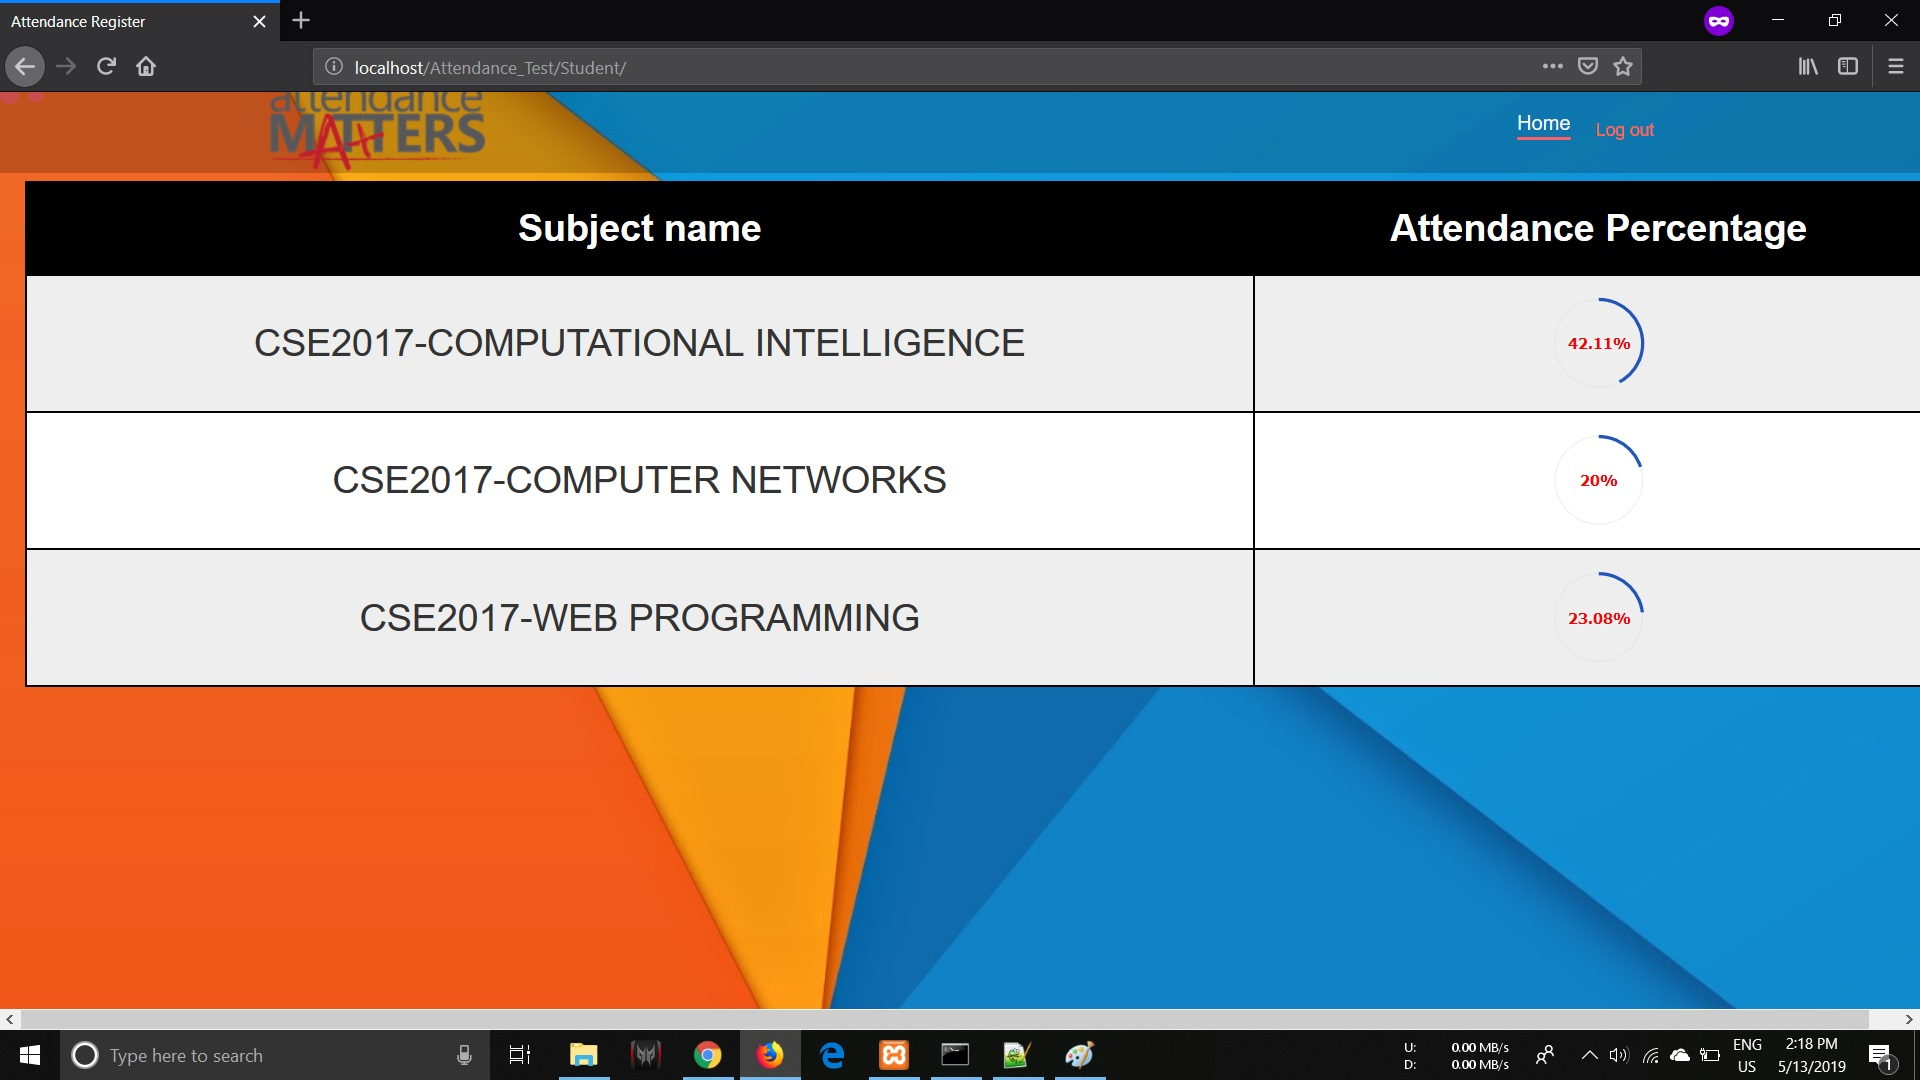 Attendance Register
localhost/Attendance_Test/Student/
attendance
MATTERS
Home
Log out
Subject name
Attendance Percentage
CSE2017-COMPUTATIONAL INTELLIGENCE
42.11%
CSE2017-COMPUTER NETWORKS
20%
CSE2017-WEB PROGRAMMING
23.08%
Type here to search
U: 0.00 MB/s
D: 0.00 MB/s
ENG
US
2:18 PM
5/13/2019
1